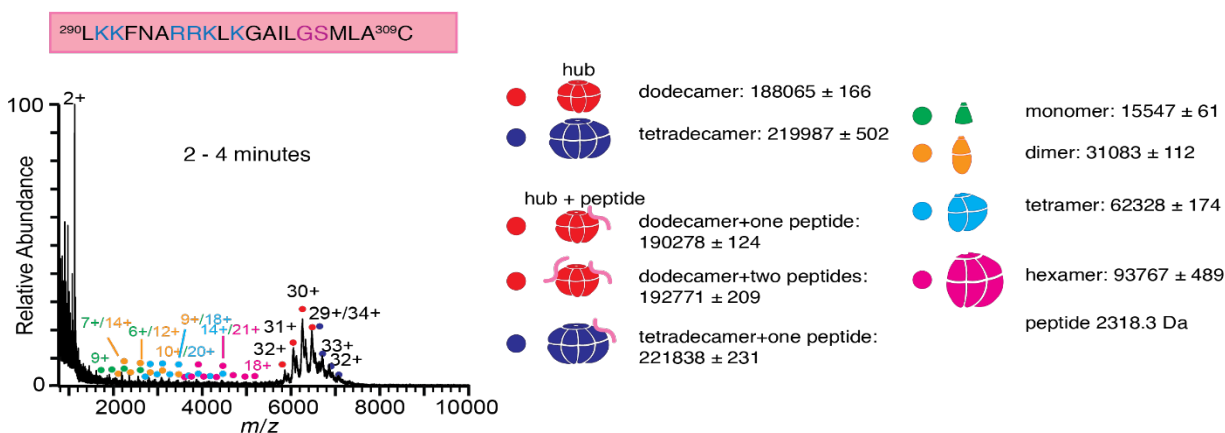 ²⁹⁰LKKFNARRKLKGAILGSMLA³⁰⁹C
100
2+
2 - 4 minutes
Relative Abundance
30+
29+/34+
31+
32+
33+
32+
9+/18+
7+/14+
6+/12+
14+/21+
10+/20+
9+
18+
0
2000
4000
6000
8000
10000
m/z
hub
dodecamer: 188065 ± 166
tetradecamer: 219987 ± 502
hub + peptide
dodecamer+one peptide:
190278 ± 124
dodecamer+two peptides:
192771 ± 209
tetradecamer+one peptide:
221838 ± 231
monomer: 15547 ± 61
dimer: 31083 ± 112
tetramer: 62328 ± 174
hexamer: 93767 ± 489
peptide 2318.3 Da